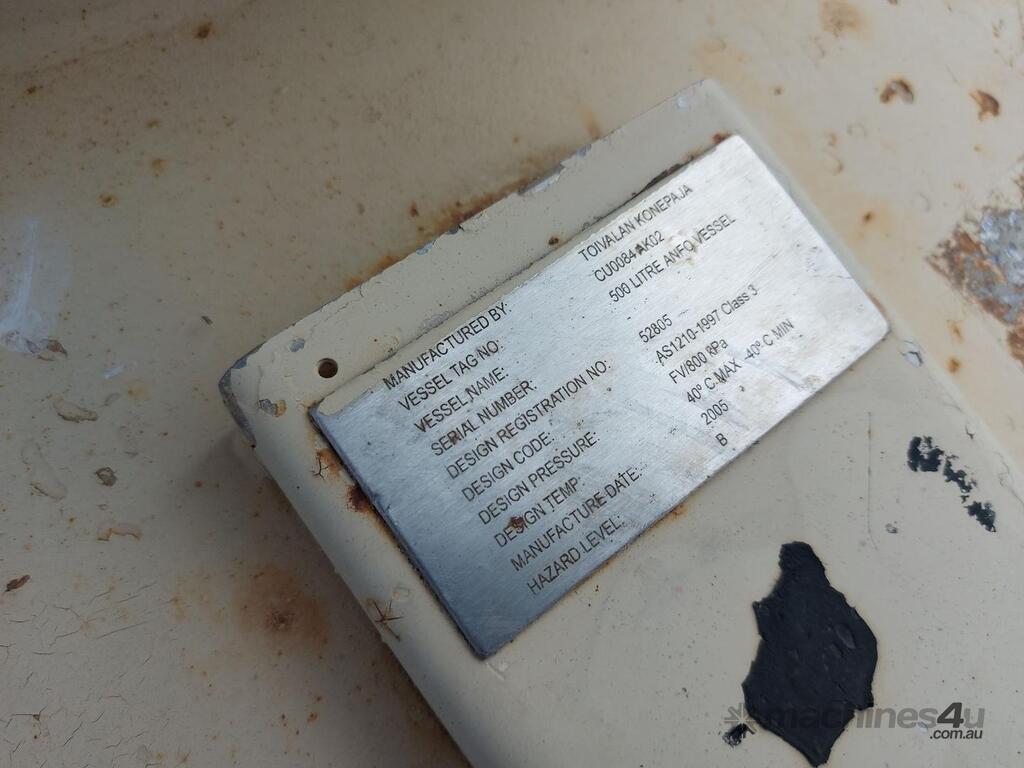 MANUFACTURED BY: TOIVALAN KONEPAJA
VESSEL TAG NO: CU0084AK02
VESSEL NAME: 500 LITRE ANFO VESSEL
SERIAL NUMBER:
DESIGN REGISTRATION NO: 52805
DESIGN CODE: AS1210-1997 Class 3
DESIGN PRESSURE: FV/800 KPa
DESIGN TEMP: 40° C MAX -40° C MIN
MANUFACTURE DATE: 2005
HAZARD LEVEL: B
machines4u
.com.au